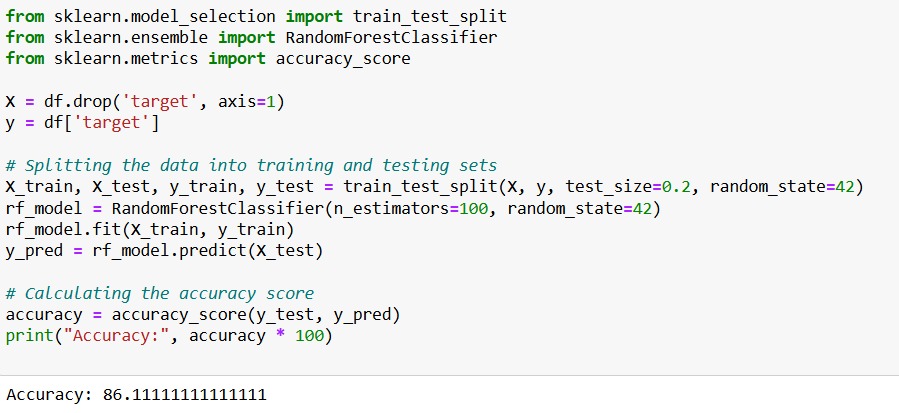 from sklearn.model_selection import train_test_split
from sklearn.ensemble import RandomForestClassifier
from sklearn.metrics import accuracy_score
X = df.drop('target', axis=1)
y = df['target']
# Splitting the data into training and testing sets
X_train, X_test, y_train, y_test = train_test_split(X, y, test_size=0.2, random_state=42)
rf_model = RandomForestClassifier(n_estimators=100, random_state=42)
rf_model.fit(X_train, y_train)
y_pred = rf_model.predict(X_test)
# Calculating the accuracy score
accuracy = accuracy_score(y_test, y_pred)
print("Accuracy:", accuracy * 100)
Accuracy: 86.11111111111111